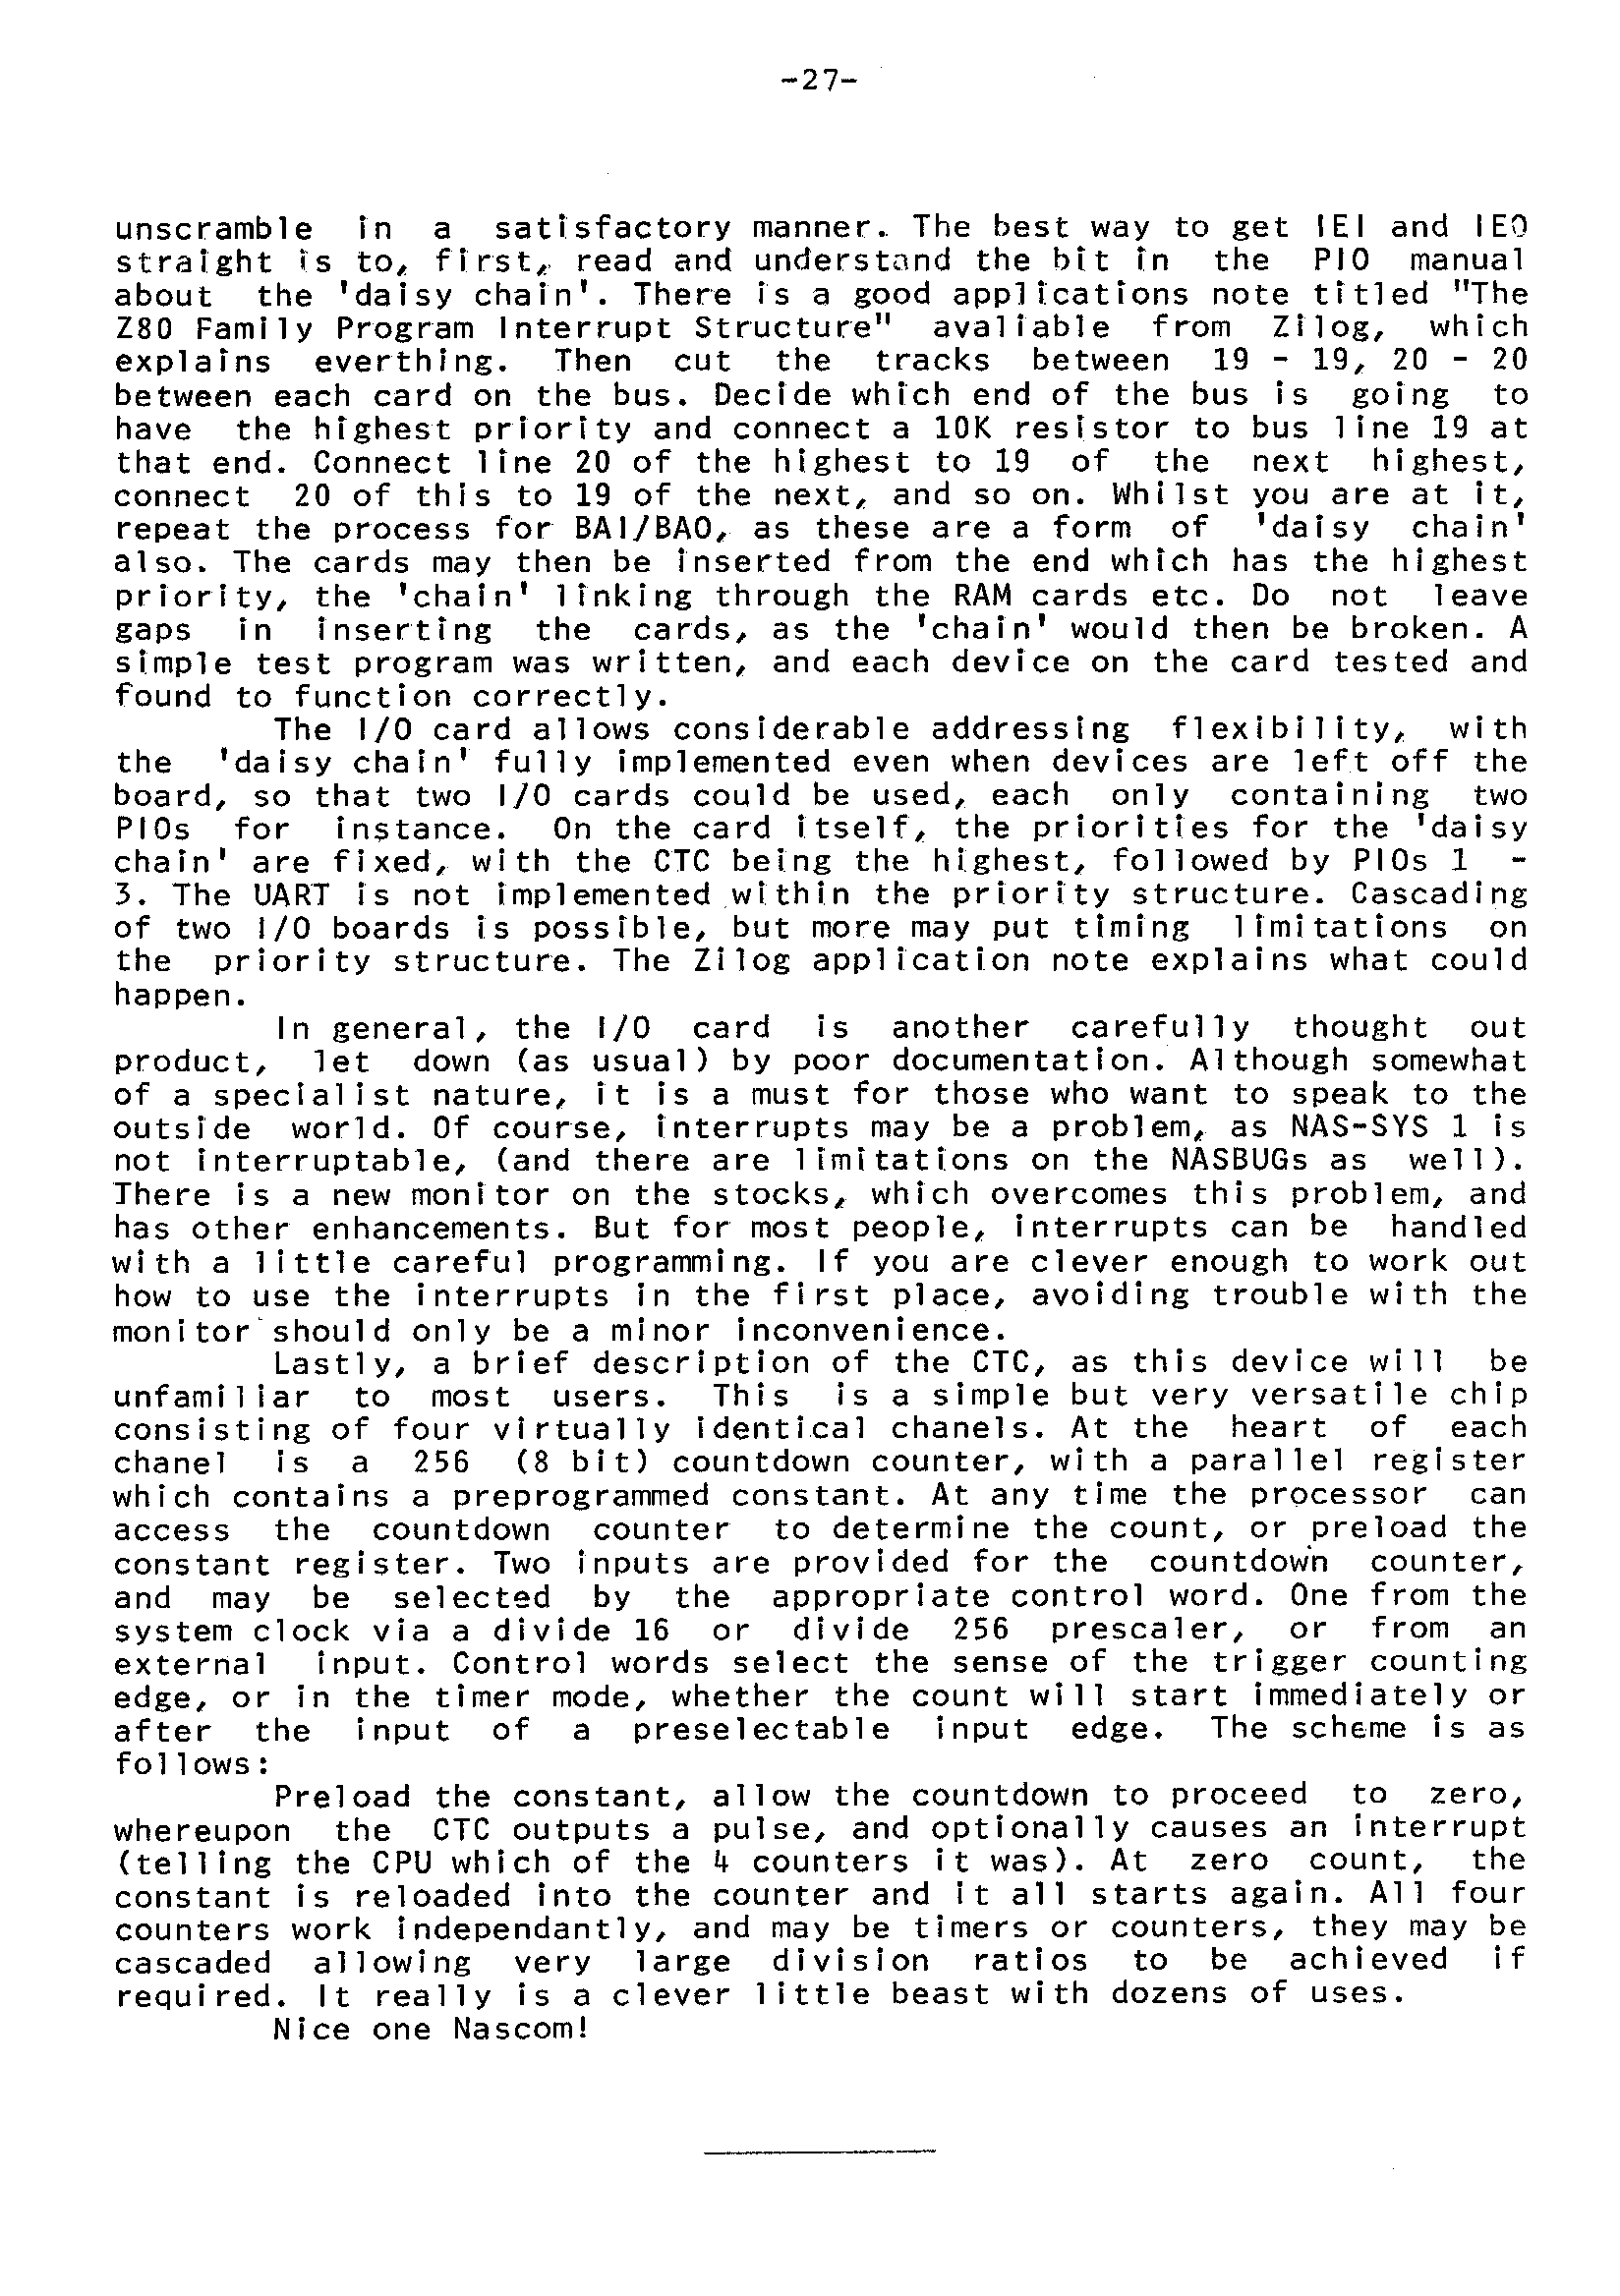 -27-
unscramble in a satisfactory manner. The best way to get IEI and IEO
straight is to, first, read and understand the bit in the PIO manual
about the 'daisy chain'. There is a good applications note titled "The
Z80 Family Program Interrupt Structure" avaliable from Zilog, which
explains everthing. Then cut the tracks between 19 - 19, 20 - 20
between each card on the bus. Decide which end of the bus is going to
have the highest priority and connect a 10K resistor to bus line 19 at
that end. Connect line 20 of the highest to 19 of the next highest,
connect 20 of this to 19 of the next, and so on. Whilst you are at it,
repeat the process for BAI/BAO, as these are a form of 'daisy chain'
also. The cards may then be inserted from the end which has the highest
priority, the 'chain' linking through the RAM cards etc. Do not leave
gaps in inserting the cards, as the 'chain' would then be broken. A
simple test program was written, and each device on the card tested and
found to function correctly.
The I/O card allows considerable addressing flexibility, with
the 'daisy chain' fully implemented even when devices are left off the
board, so that two I/O cards could be used, each only containing two
PIOs for instance. On the card itself, the priorities for the 'daisy
chain' are fixed, with the CTC being the highest, followed by PIOs 1 -
3. The UART is not implemented within the priority structure. Cascading
of two I/O boards is possible, but more may put timing limitations on
the priority structure. The Zilog application note explains what could
happen.
In general, the I/O card is another carefully thought out
product, let down (as usual) by poor documentation. Although somewhat
of a specialist nature, it is a must for those who want to speak to the
outside world. Of course, interrupts may be a problem, as NAS-SYS 1 is
not interruptable, (and there are limitations on the NASBUGs as well).
There is a new monitor on the stocks, which overcomes this problem, and
has other enhancements. But for most people, interrupts can be handled
with a little careful programming. If you are clever enough to work out
how to use the interrupts in the first place, avoiding trouble with the
monitor should only be a minor inconvenience.
Lastly, a brief description of the CTC, as this device will be
unfamiliar to most users. This is a simple but very versatile chip
consisting of four virtually identical chanels. At the heart of each
chanel is a 256 (8 bit) countdown counter, with a parallel register
which contains a preprogrammed constant. At any time the processor can
access the countdown counter to determine the count, or preload the
constant register. Two inputs are provided for the countdown counter,
and may be selected by the appropriate control word. One from the
system clock via a divide 16 or divide 256 prescaler, or from an
external input. Control words select the sense of the trigger counting
edge, or in the timer mode, whether the count will start immediately or
after the input of a preselectable input edge. The scheme is as
follows:
Preload the constant, allow the countdown to proceed to zero,
whereupon the CTC outputs a pulse, and optionally causes an interrupt
(telling the CPU which of the 4 counters it was). At zero count, the
constant is reloaded into the counter and it all starts again. All four
counters work independantly, and may be timers or counters, they may be
cascaded allowing very large division ratios to be achieved if
required. It really is a clever little beast with dozens of uses.
Nice one Nascom!